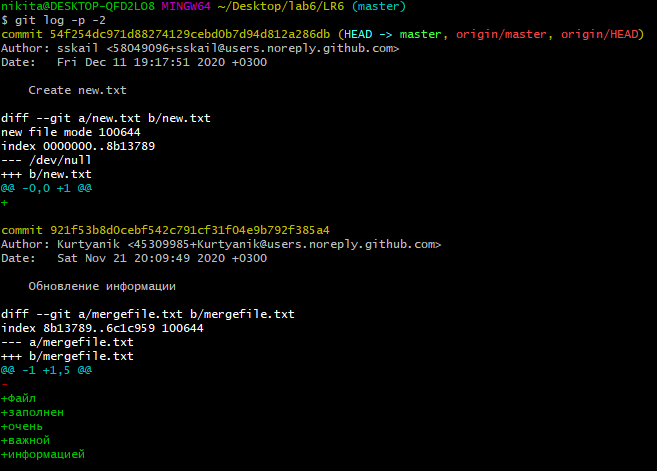 nikita@DESKTOP-QFD2LO8 MINGW64 ~/Desktop/lab6/LR6 (master)
$ git log -p -2
commit 54f254dc971d88274129cebd0b7d94d812a286db (HEAD -> master, origin/master, origin/HEAD)
Author: sskail <58049096+sskail@users.noreply.github.com>
Date:   Fri Dec 11 19:17:51 2020 +0300

    Create new.txt

diff --git a/new.txt b/new.txt
new file mode 100644
index 0000000..8b13789
--- /dev/null
+++ b/new.txt
@@ -0,0 +1 @@
+

commit 921f53b8d0cebf542c791cf31f04e9b792f385a4
Author: Kurtyanik <45309985+Kurtyanik@users.noreply.github.com>
Date:   Sat Nov 21 20:09:49 2020 +0300

    Обновление информации

diff --git a/mergefile.txt b/mergefile.txt
index 8b13789..6c1c959 100644
--- a/mergefile.txt
+++ b/mergefile.txt
@@ -1 +1,5 @@
-
+Файл
+заполнен
+очень
+важной
+информацией